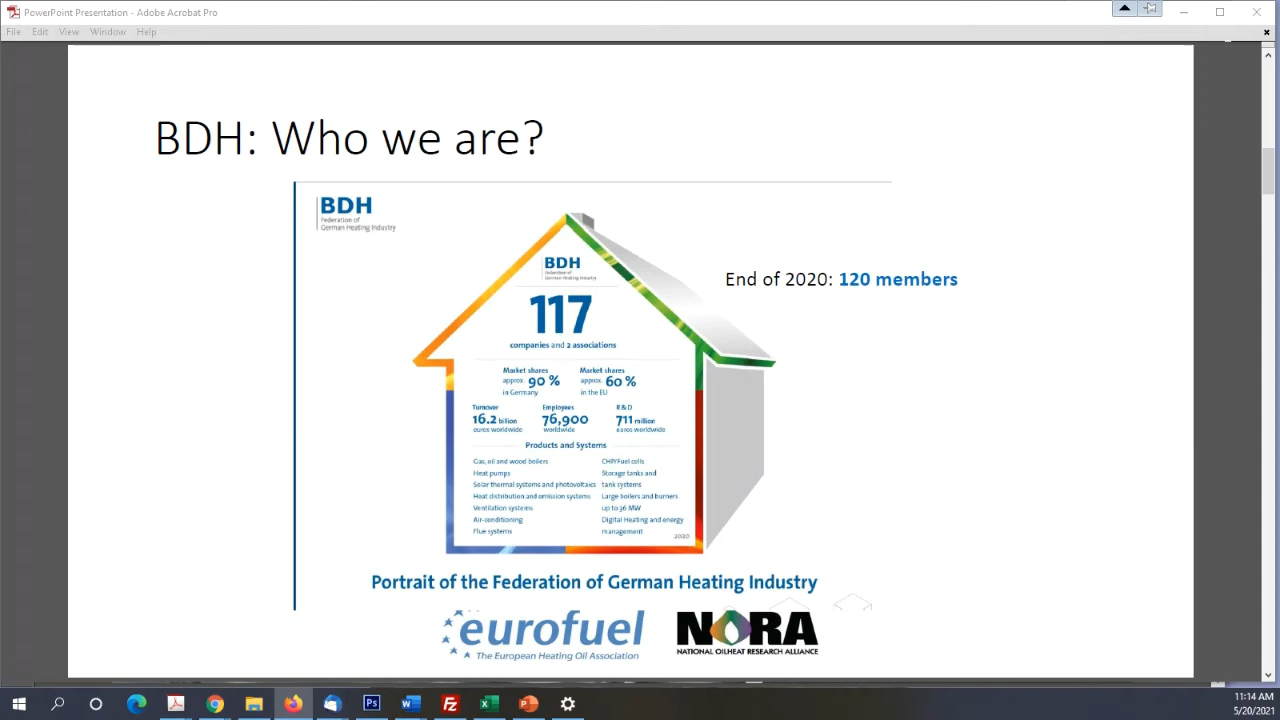 PowerPoint Presentation - Adobe Acrobat Pro
File Edit View Window Help
BDH: Who we are?
BDH
Federation of
German Heating Industry
BDH
Federation of
German Heating Industry
End of 2020: 120 members
117
companies and 2 associations
Market shares
approx. 90 %
in Germany
Market shares
approx. 60 %
in the EU
Turnover
16.2 billion
euros worldwide
Employees
76,900
worldwide
R & D
711 million
euros worldwide
Products and Systems
Gas, oil and wood boilers
Heat pumps
Solar thermal systems and photovoltaics
Heat distribution and emission systems
Ventilation systems
Air-conditioning
Flue systems
CHP/Fuel cells
Storage tanks and
tank systems
Large boilers and burners
up to 36 MW
Digital Heating and energy
management
2020
Portrait of the Federation of German Heating Industry
eurofuel
The European Heating Oil Association
NORA
NATIONAL OILHEAT RESEARCH ALLIANCE
11:14 AM
5/20/2021